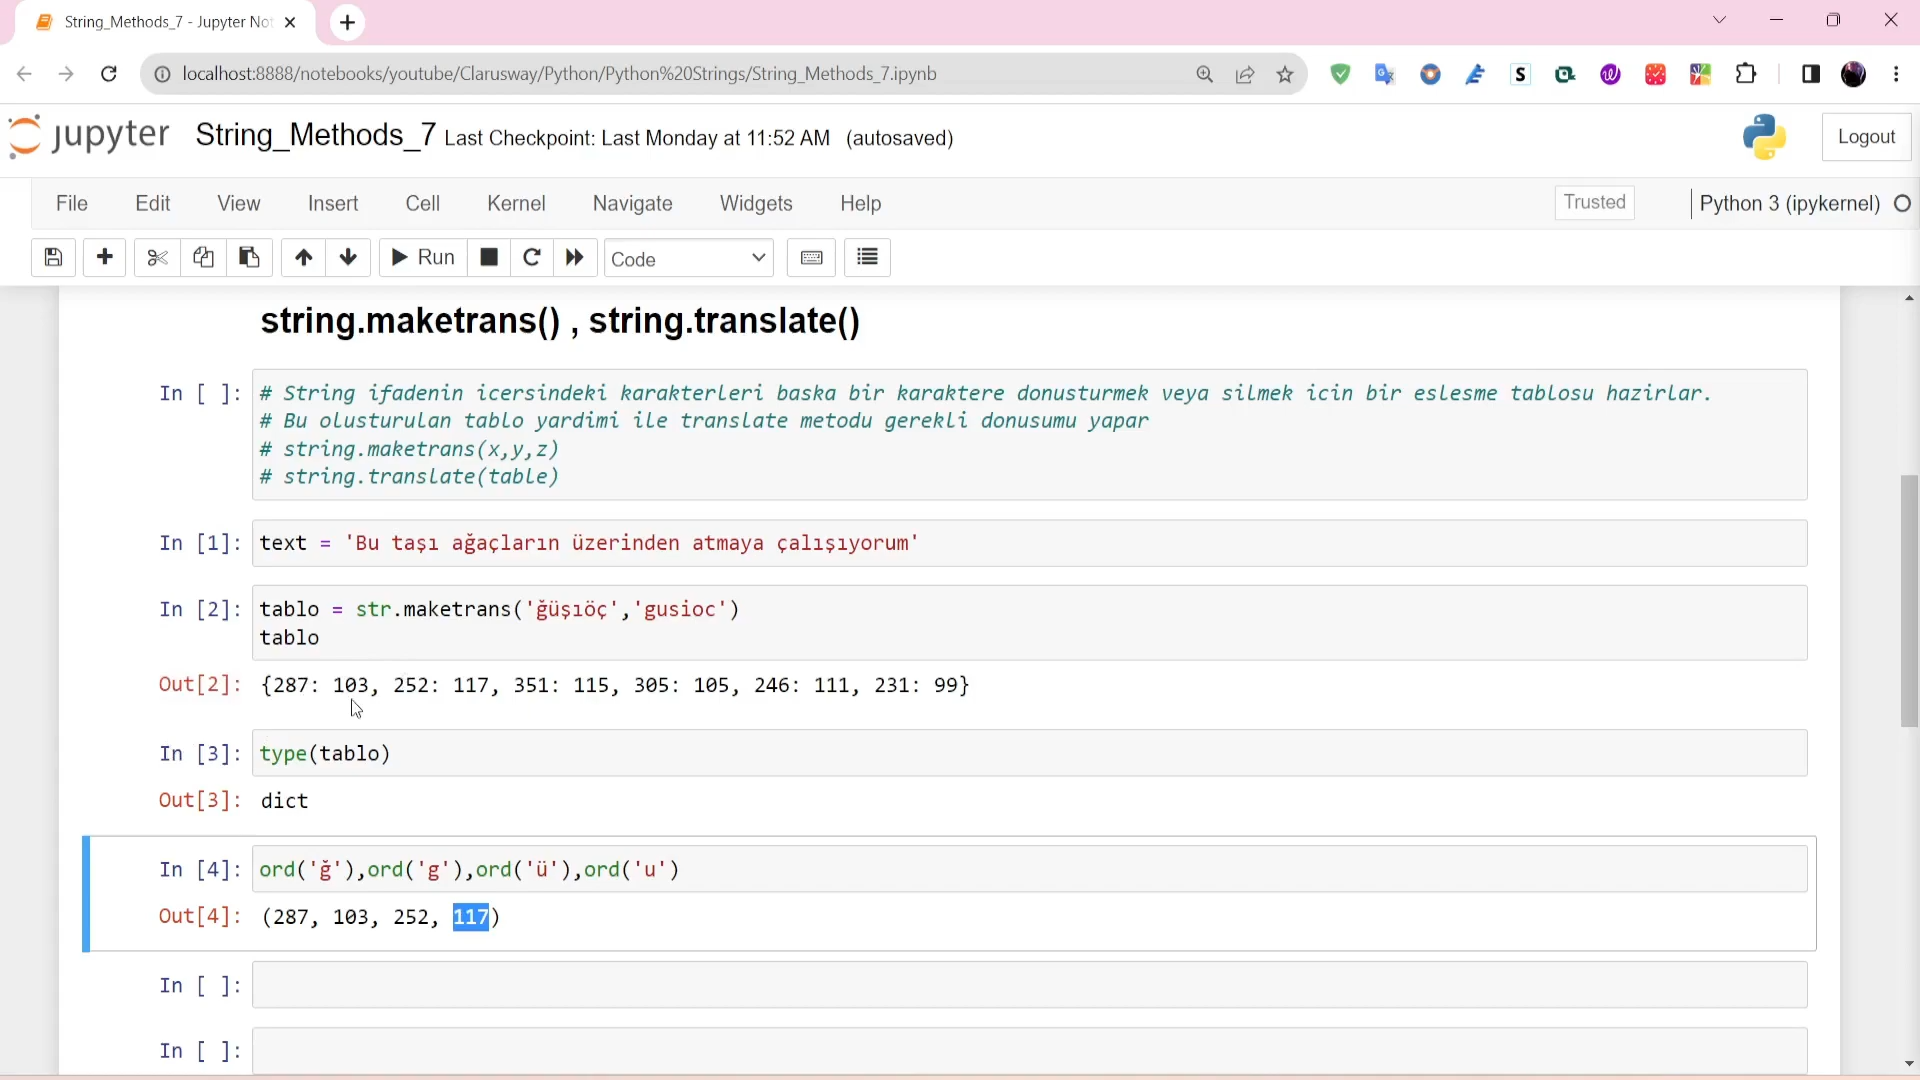 String_Methods_7 - Jupyter Not
localhost:8888/notebooks/youtube/Clarusway/Python/Python%20Strings/String_Methods_7.ipynb
jupyter String_Methods_7 Last Checkpoint: Last Monday at 11:52 AM (autosaved)
Logout
File Edit View Insert Cell Kernel Navigate Widgets Help Trusted Python 3 (ipykernel)
Run Code
string.maketrans() , string.translate()
In [ ]: # String ifadenin icersindeki karakterleri baska bir karaktere donusturmek veya silmek icin bir eslesme tablosu hazirlar.
# Bu olusturulan tablo yardimi ile translate metodu gerekli donusumu yapar
# string.maketrans(x,y,z)
# string.translate(table)
In [1]: text = 'Bu taşı ağaçların üzerinden atmaya çalışıyorum'
In [2]: tablo = str.maketrans('ğüşıöç','gusioc')
tablo
Out[2]: {287: 103, 252: 117, 351: 115, 305: 105, 246: 111, 231: 99}
In [3]: type(tablo)
Out[3]: dict
In [4]: ord('ğ'),ord('g'),ord('ü'),ord('u')
Out[4]: (287, 103, 252, 117)
In [ ]:
In [ ]: